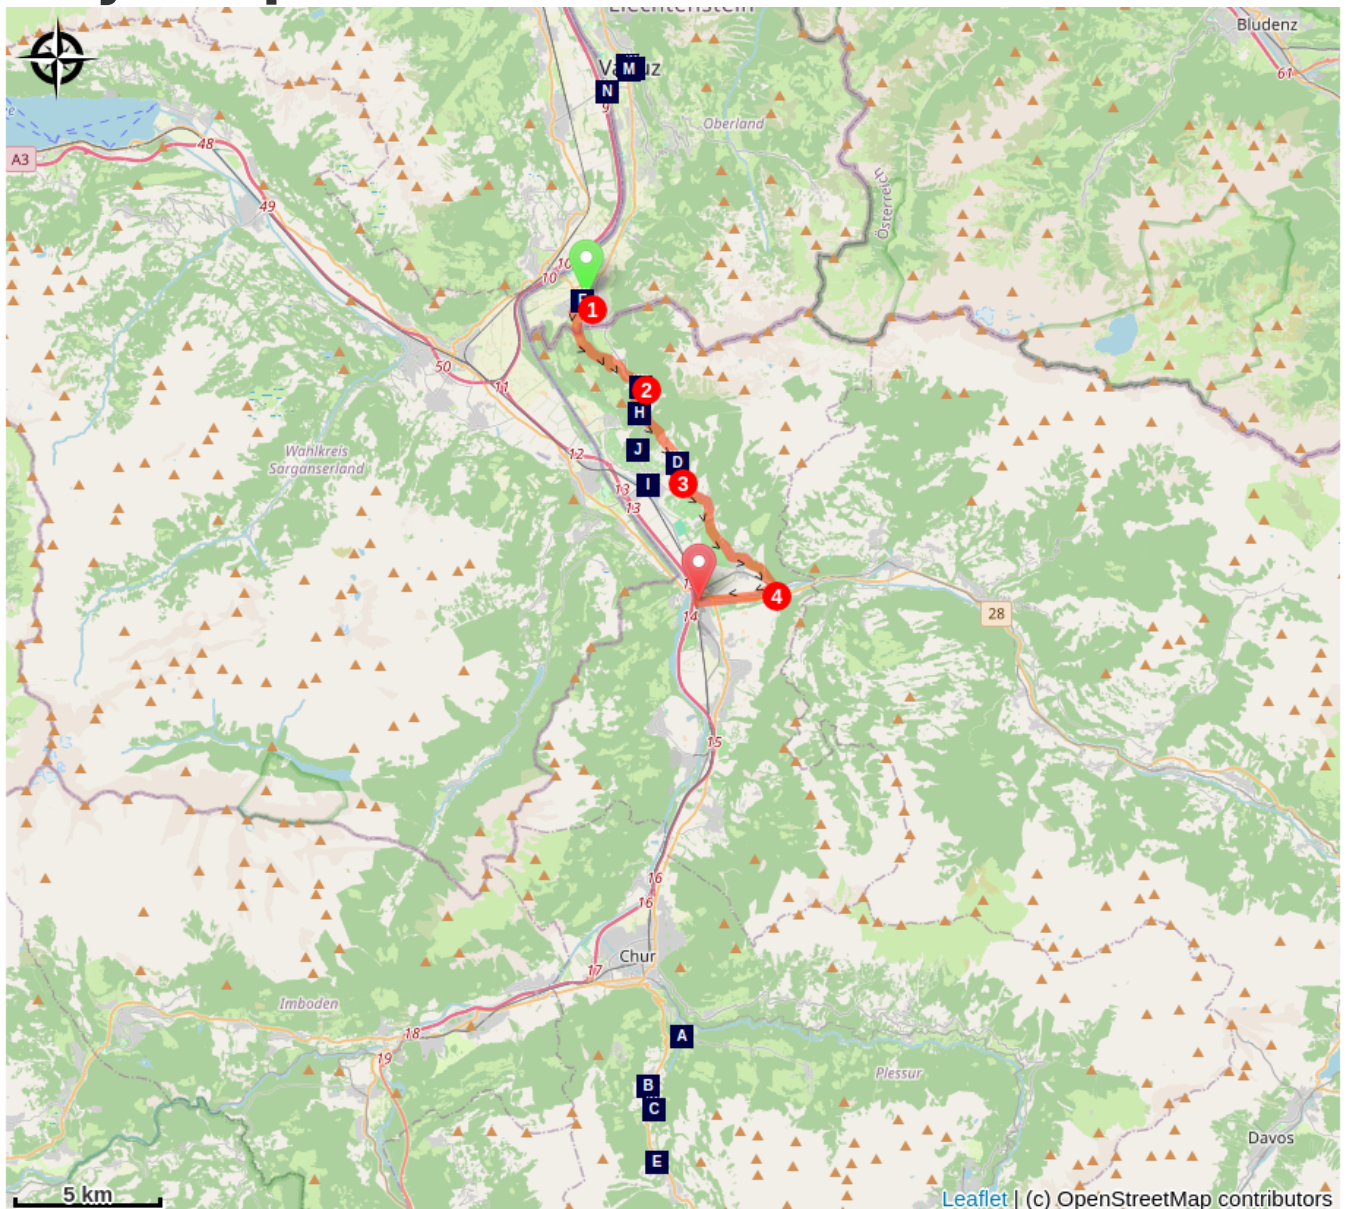 Liechtenstein
Bludenz
61
M
N
9
Oberland
A3
48
49
Österreich
10
10
1
50
11
2
H
J
D
12
I
3
13
13
Wahlkreis
Sarganserland
4
14
28
15
16
16
Chur
17
Imboden
18
19
A
Plessur
B
C
E
Davos
5 km
Leaflet | (c) OpenStreetMap contributors